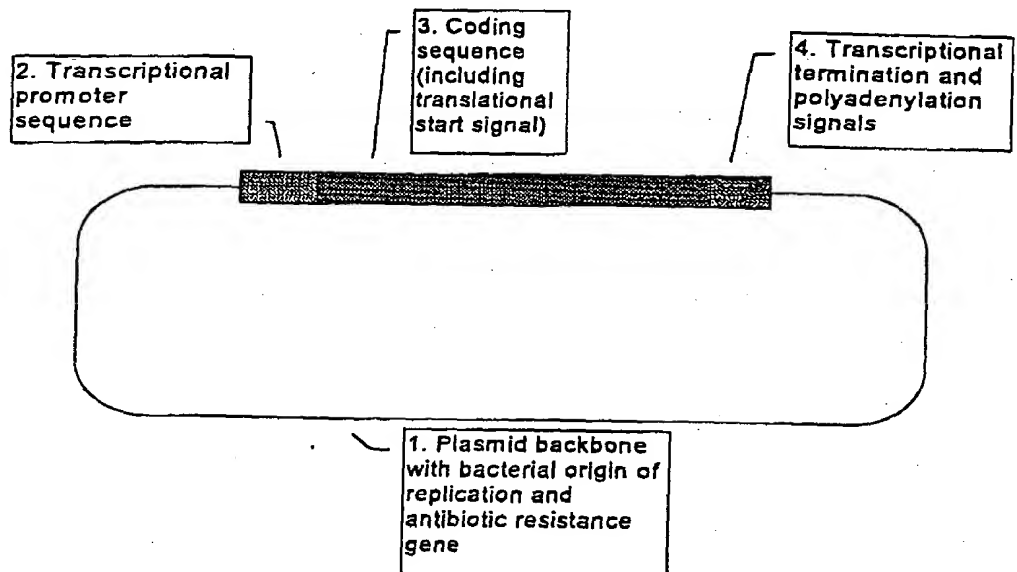 2. Transcriptional
promoter
sequence
3. Coding
sequence
(including
translational
start signal)
4. Transcriptional
termination and
polyadenylation
signals
1. Plasmid backbone
with bacterial origin of
replication and
antibiotic resistance
gene